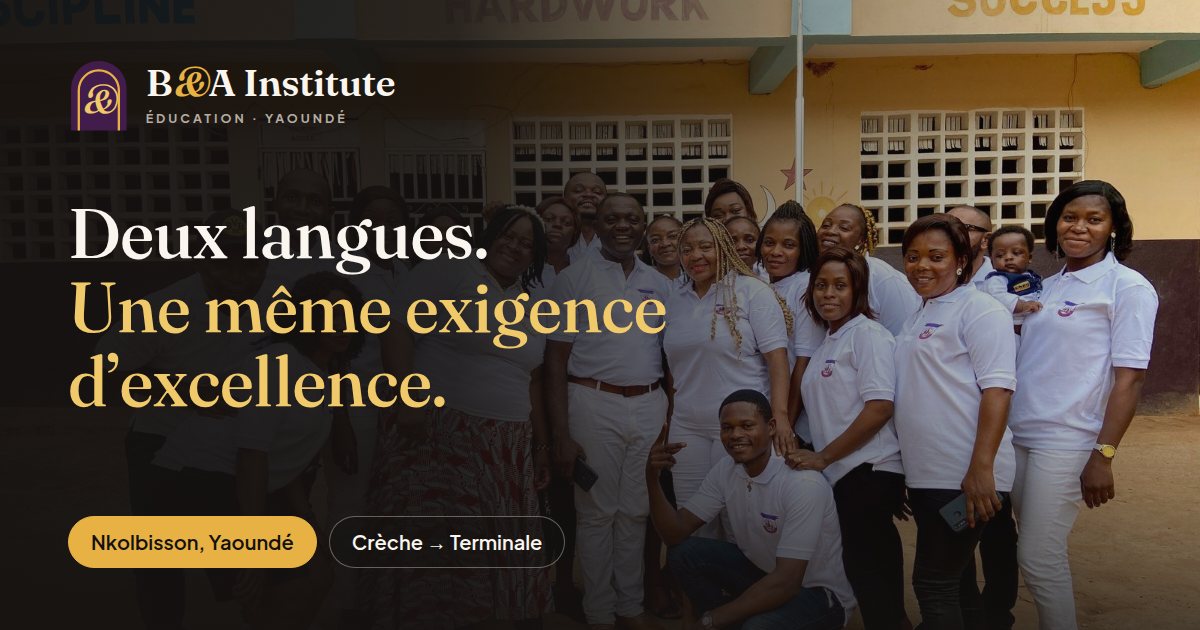 DISCIPLINE
HARDWORK
SUCCESS
B&A Institute
ÉDUCATION · YAOUNDÉ
Deux langues.
Une même exigence
d’excellence.
Nkolbisson, Yaoundé
Crèche → Terminale